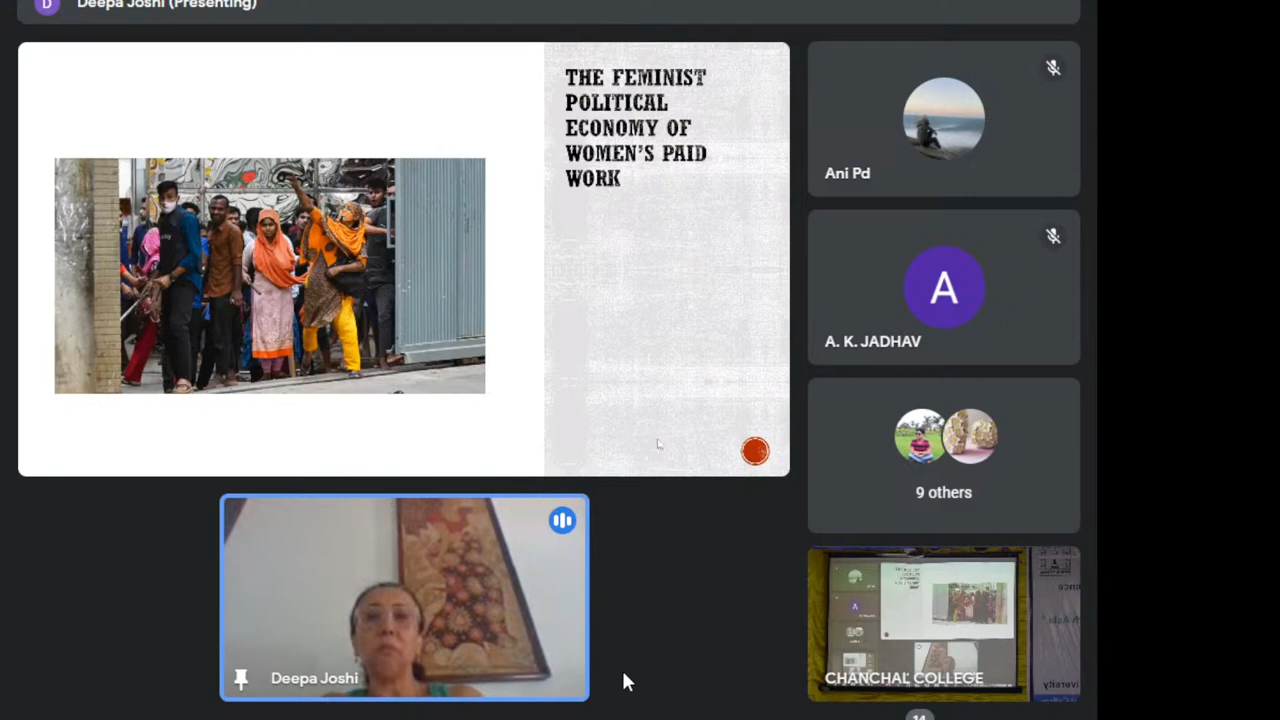 D
Deepa Joshi (Presenting)
THE FEMINIST
POLITICAL
ECONOMY OF
WOMEN'S PAID
WORK
Ani Pd
A
A. K. JADHAV
9 others
Deepa Joshi
CHANCHAL COLLEGE
14